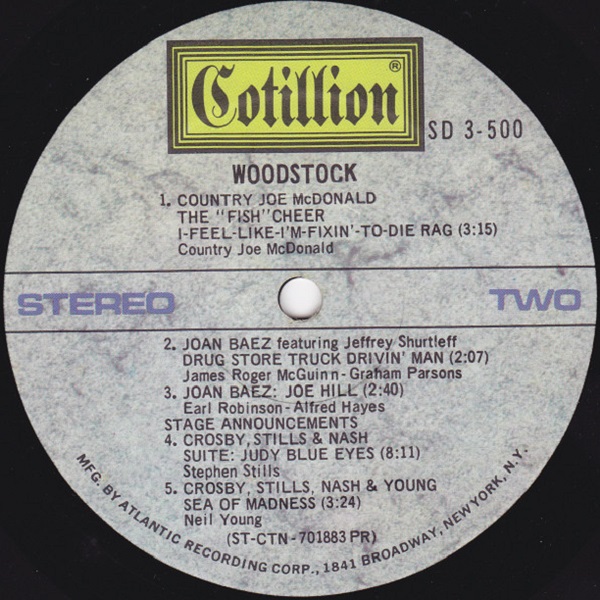 Cotillion®
SD 3-500
WOODSTOCK
1. COUNTRY JOE McDONALD
THE "FISH" CHEER
I-FEEL-LIKE-I'M-FIXIN'-TO-DIE RAG (3:15)
Country Joe McDonald
STEREO TWO
2. JOAN BAEZ featuring Jeffrey Shurtleff
DRUG STORE TRUCK DRIVIN' MAN (2:07)
James Roger McGuinn - Graham Parsons
3. JOAN BAEZ: JOE HILL (2:40)
Earl Robinson - Alfred Hayes
STAGE ANNOUNCEMENTS
4. CROSBY, STILLS & NASH
SUITE: JUDY BLUE EYES (8:11)
Stephen Stills
5. CROSBY, STILLS, NASH & YOUNG
SEA OF MADNESS (3:24)
Neil Young
(ST-CTN-701883 PR)
MFG. BY ATLANTIC RECORDING CORP., 1841 BROADWAY, NEW YORK, N.Y.